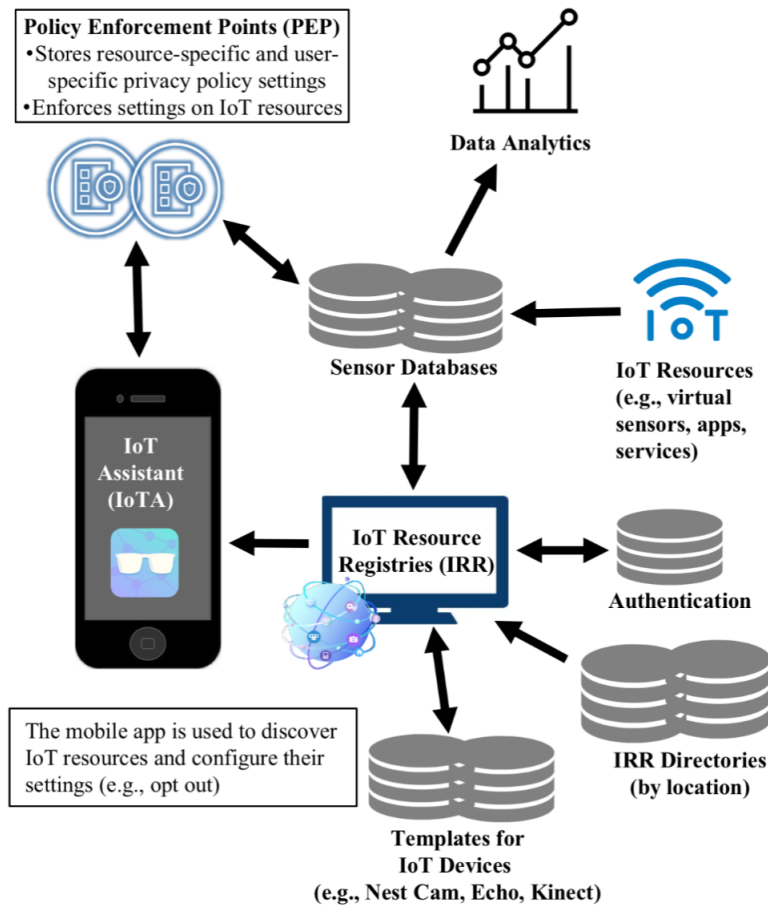 Policy Enforcement Points (PEP)
•Stores resource-specific and user-
specific privacy policy settings
•Enforces settings on IoT resources
Data Analytics
Sensor Databases
IoT
IoT Resources
(e.g., virtual
sensors, apps,
services)
IoT
Assistant
(IoTA)
IoT Resource
Registries (IRR)
Authentication
IRR Directories
(by location)
The mobile app is used to discover
IoT resources and configure their
settings (e.g., opt out)
Templates for
IoT Devices
(e.g., Nest Cam, Echo, Kinect)